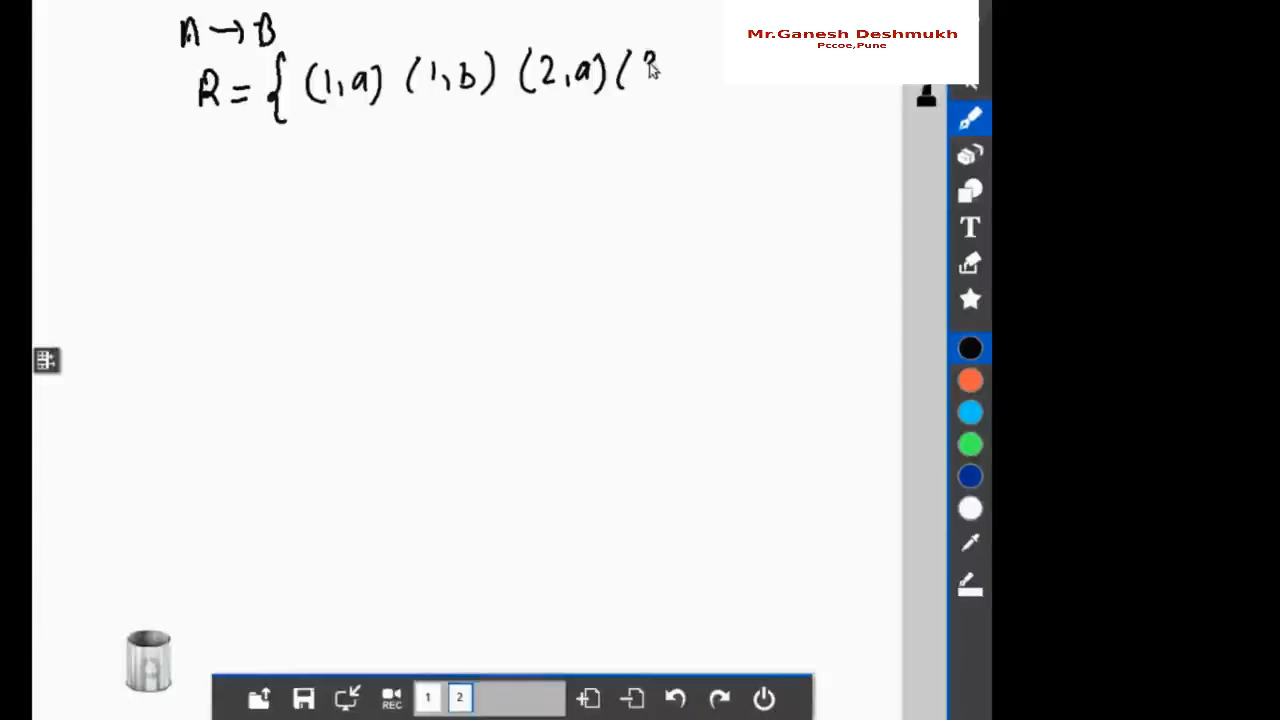 A → B
Mr.Ganesh Deshmukh
Pccoe,Pune
R = { (1,a) (1,b) (2,a) (
T
REC
1
2